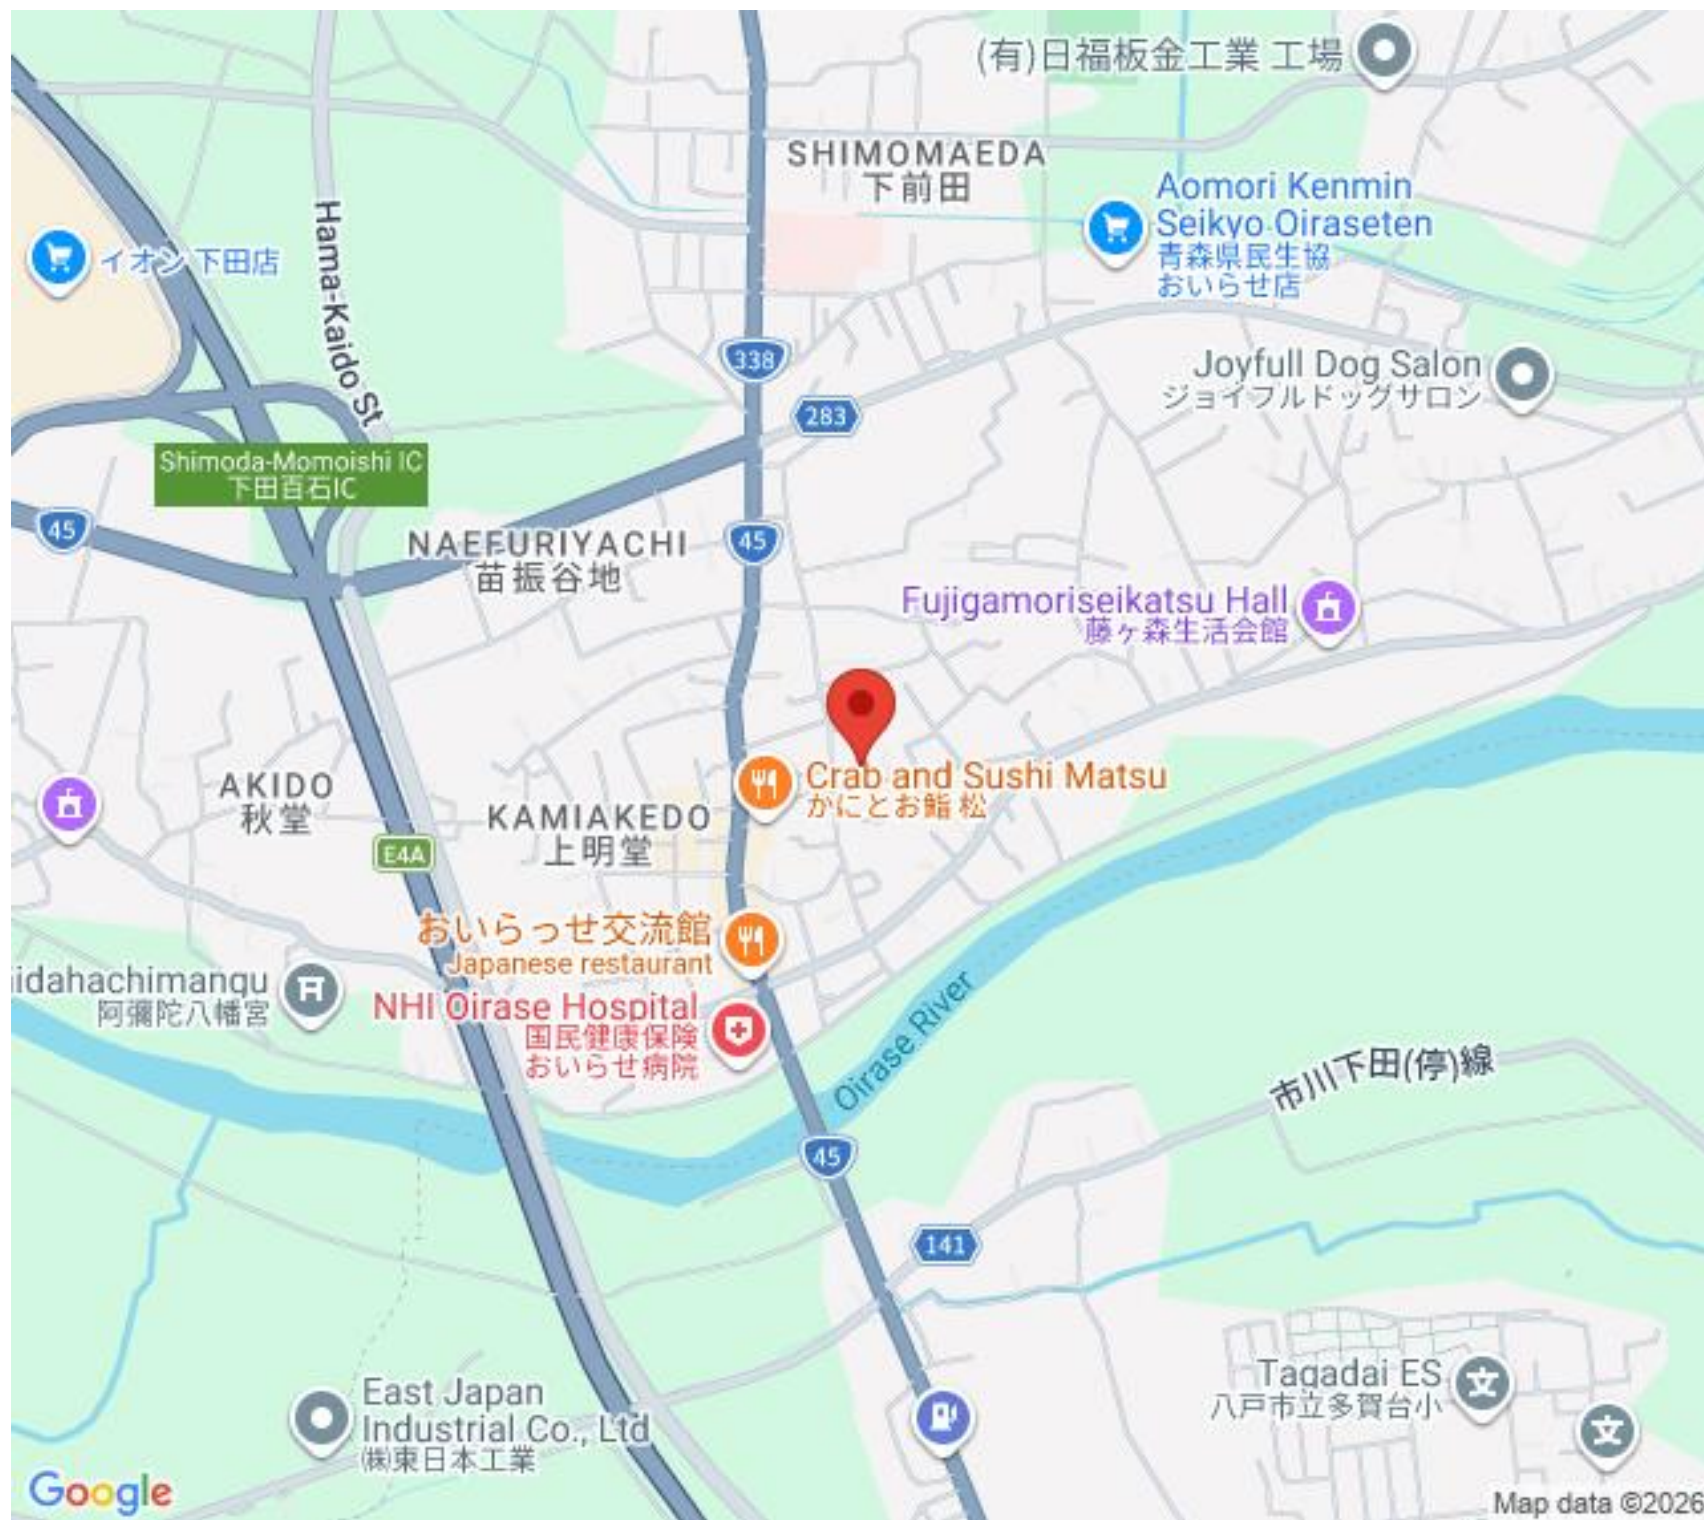 (有)日福板金工業 工場
SHIMOMAEDA
下前田
Aomori Kenmin
Seikyo Oiraseten
青森県民生協
おいらせ店
イオン 下田店
Hama-Kaido St
338
Joyfull Dog Salon
ジョイフルドッグサロン
283
Shimoda-Momoishi IC
下田百石IC
45
45
NAEFURIYACHI
苗振谷地
Fujigamoriseikatsu Hall
藤ヶ森生活会館
Crab and Sushi Matsu
かにとお鮨 松
AKIDO
秋堂
KAMIAKEDO
上明堂
E4A
おいらっせ交流館
Japanese restaurant
idahachimangu
阿彌陀八幡宮
NHI Oirase Hospital
国民健康保険
おいらせ病院
Oirase River
市川下田(停)線
45
141
Tagadai ES
八戸市立多賀台小
East Japan
Industrial Co., Ltd
㈱東日本工業
Google
Map data ©2026